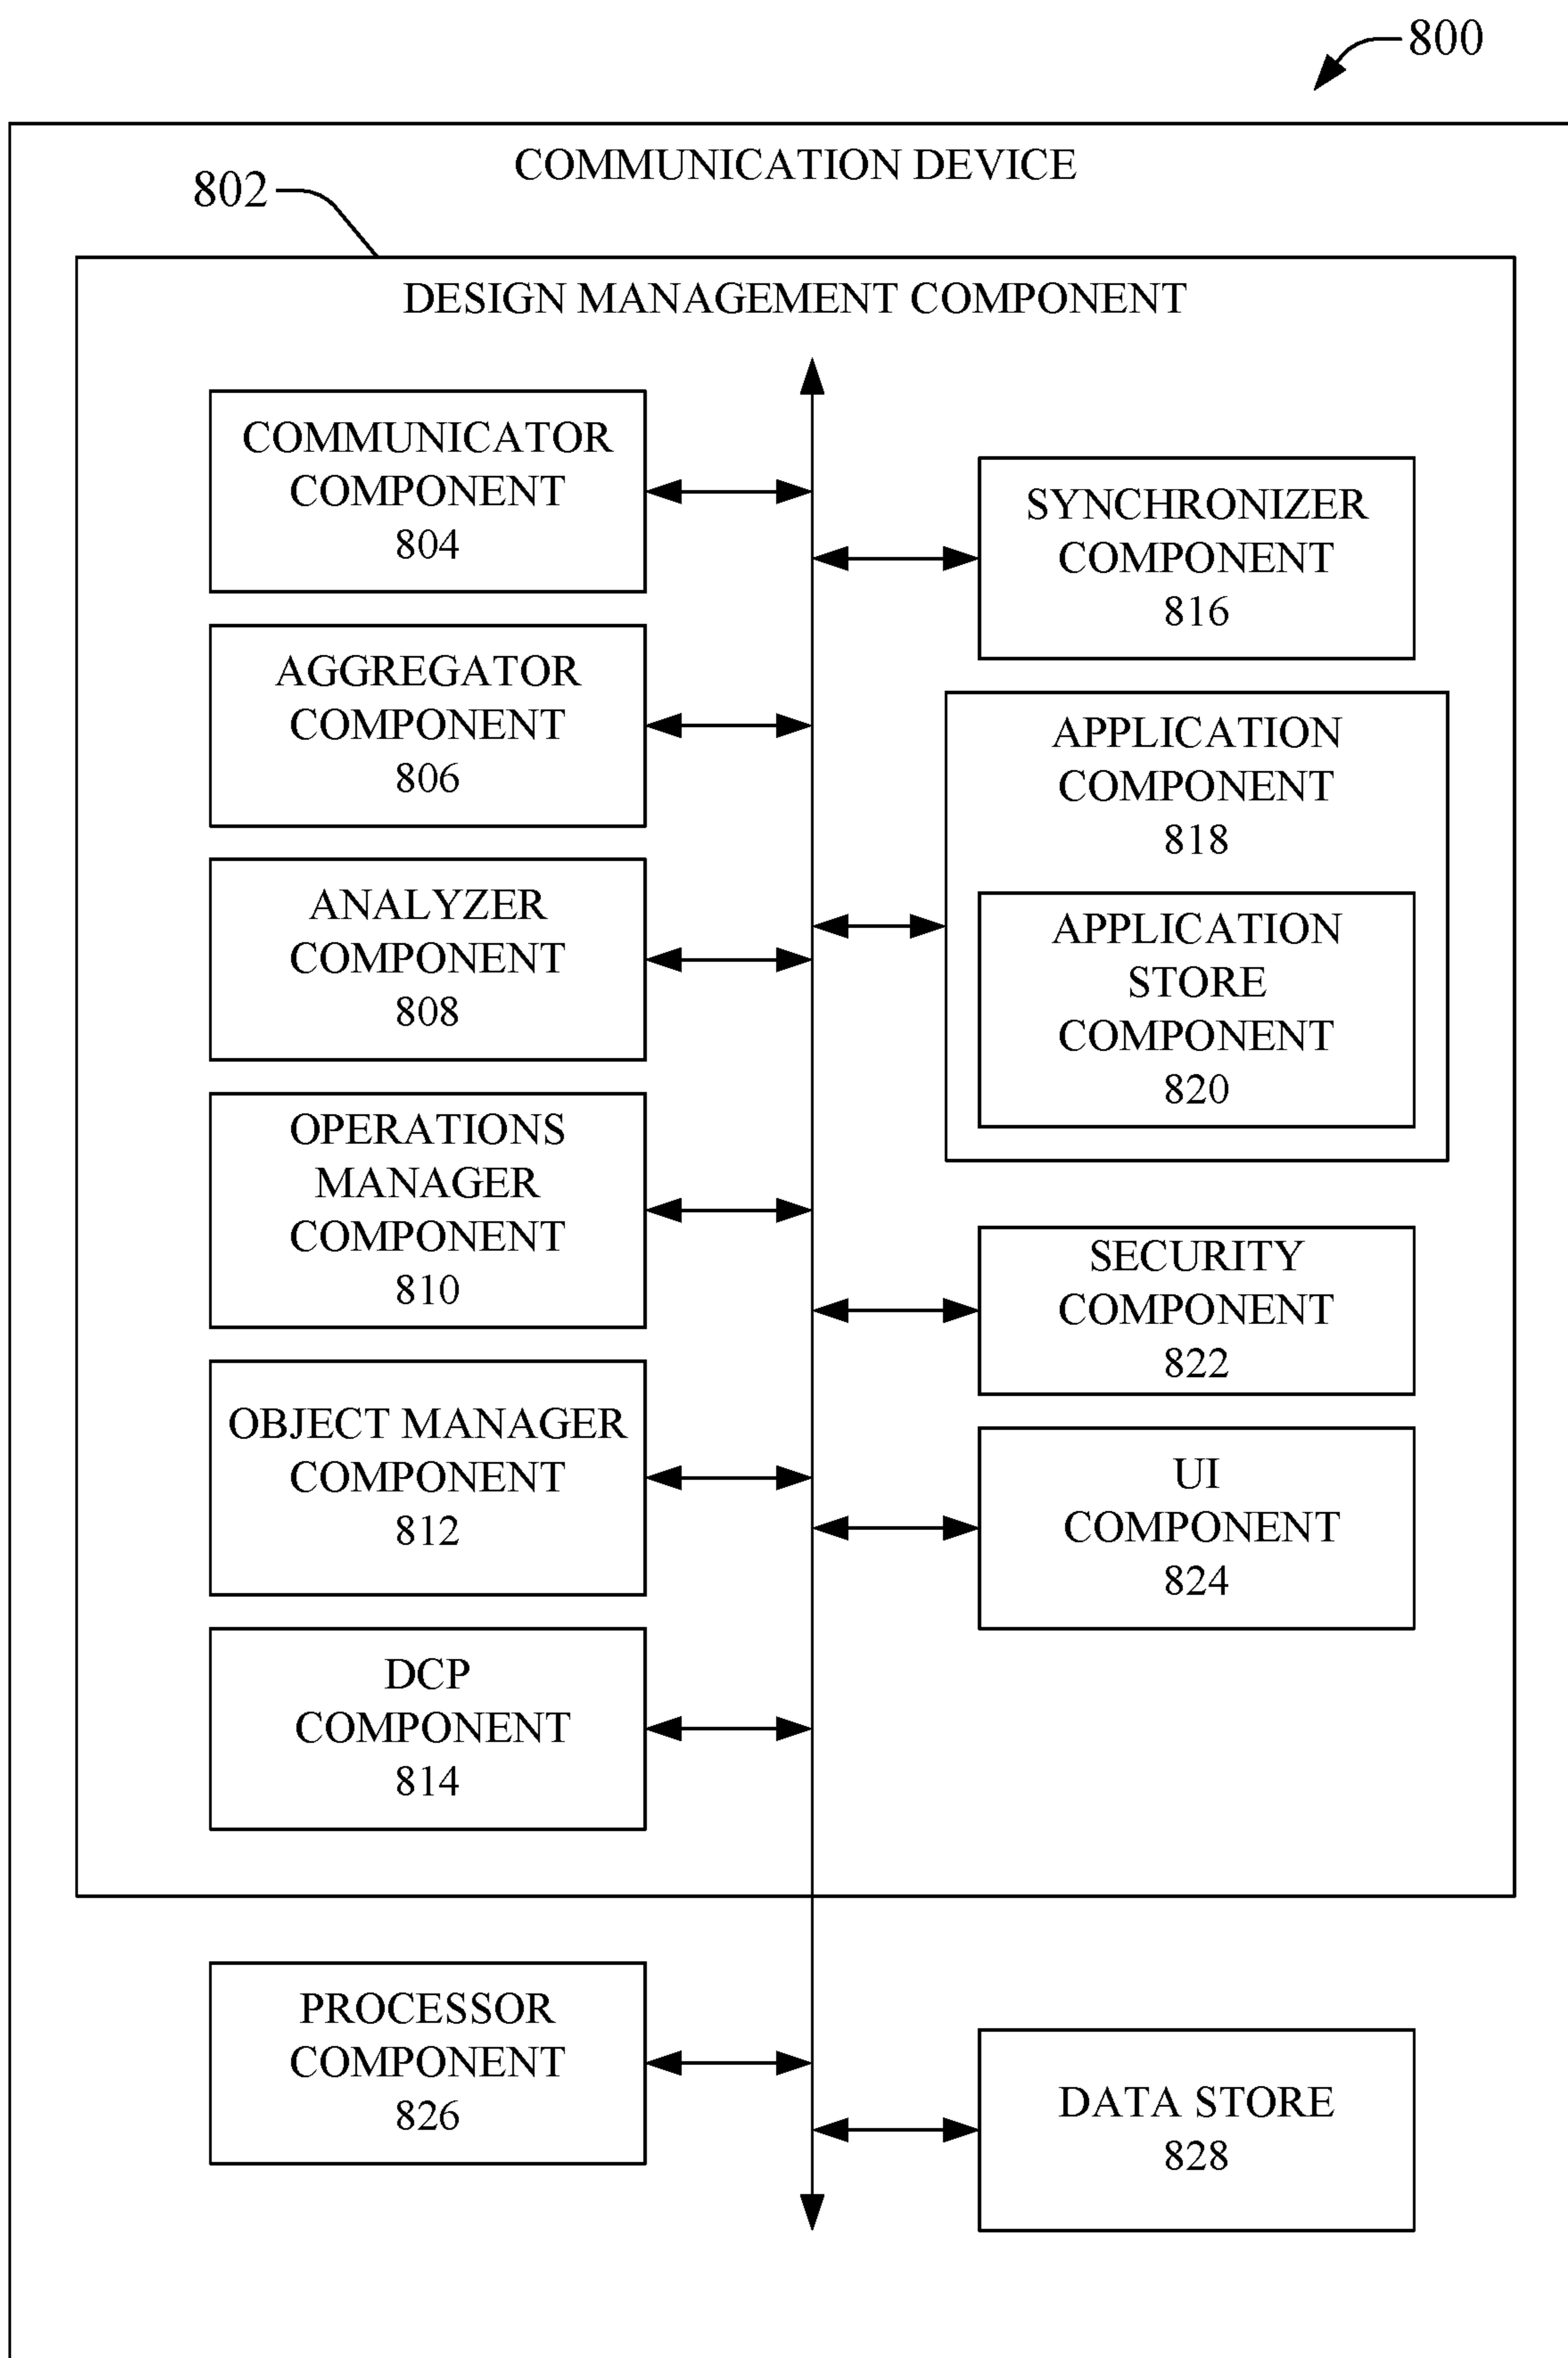 800
COMMUNICATION DEVICE
802
DESIGN MANAGEMENT COMPONENT
COMMUNICATOR
COMPONENT
804
AGGREGATOR
COMPONENT
806
ANALYZER
COMPONENT
808
OPERATIONS
MANAGER
COMPONENT
810
OBJECT MANAGER
COMPONENT
812
DCP
COMPONENT
814
SYNCHRONIZER
COMPONENT
816
APPLICATION
COMPONENT
818
APPLICATION
STORE
COMPONENT
820
SECURITY
COMPONENT
822
UI
COMPONENT
824
PROCESSOR
COMPONENT
826
DATA STORE
828